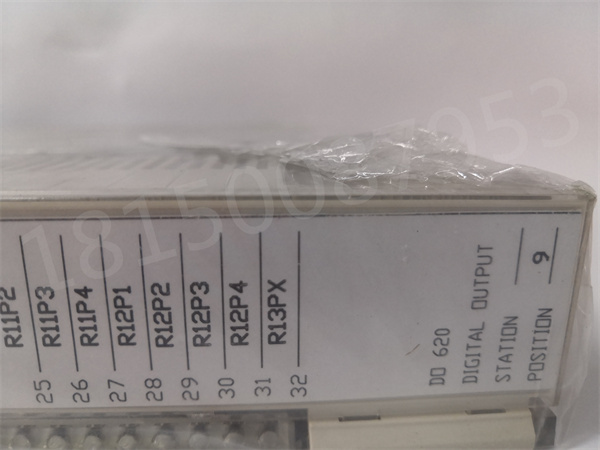 R11P2
25 R11P3
26 R11P4
27 R12P1
28 R12P2
29 R12P3
30 R12P4
31 R13PX
32
DO 620
DIGITAL OUTPUT
STATION
POSITION 9
18150087953